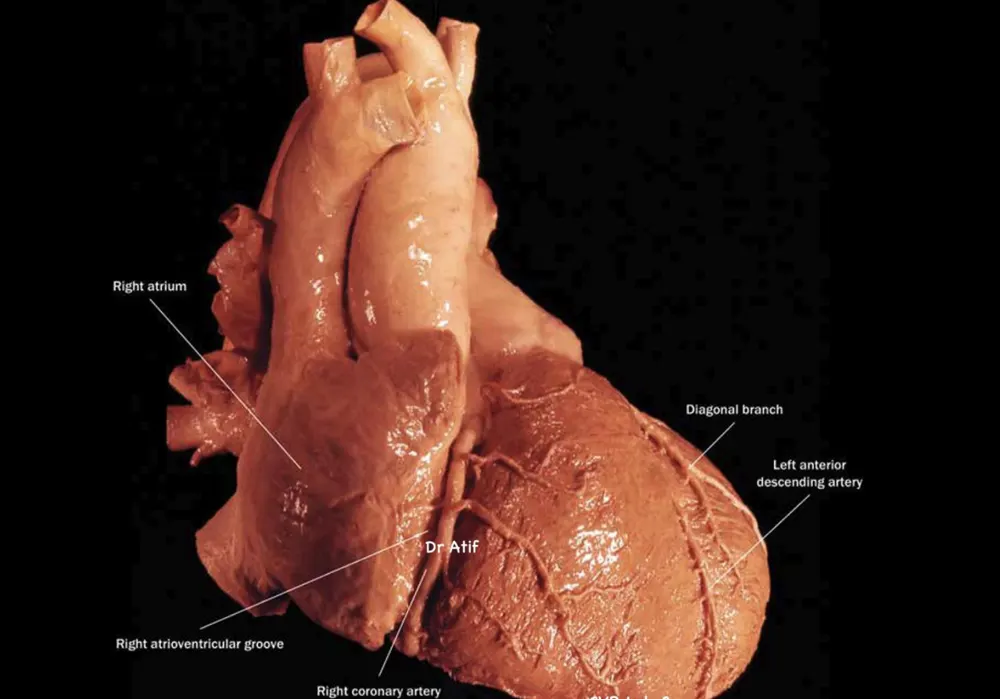 Right atrium
Diagonal branch
Left anterior
descending artery
Dr Atif
Right atrioventricular groove
Right coronary artery